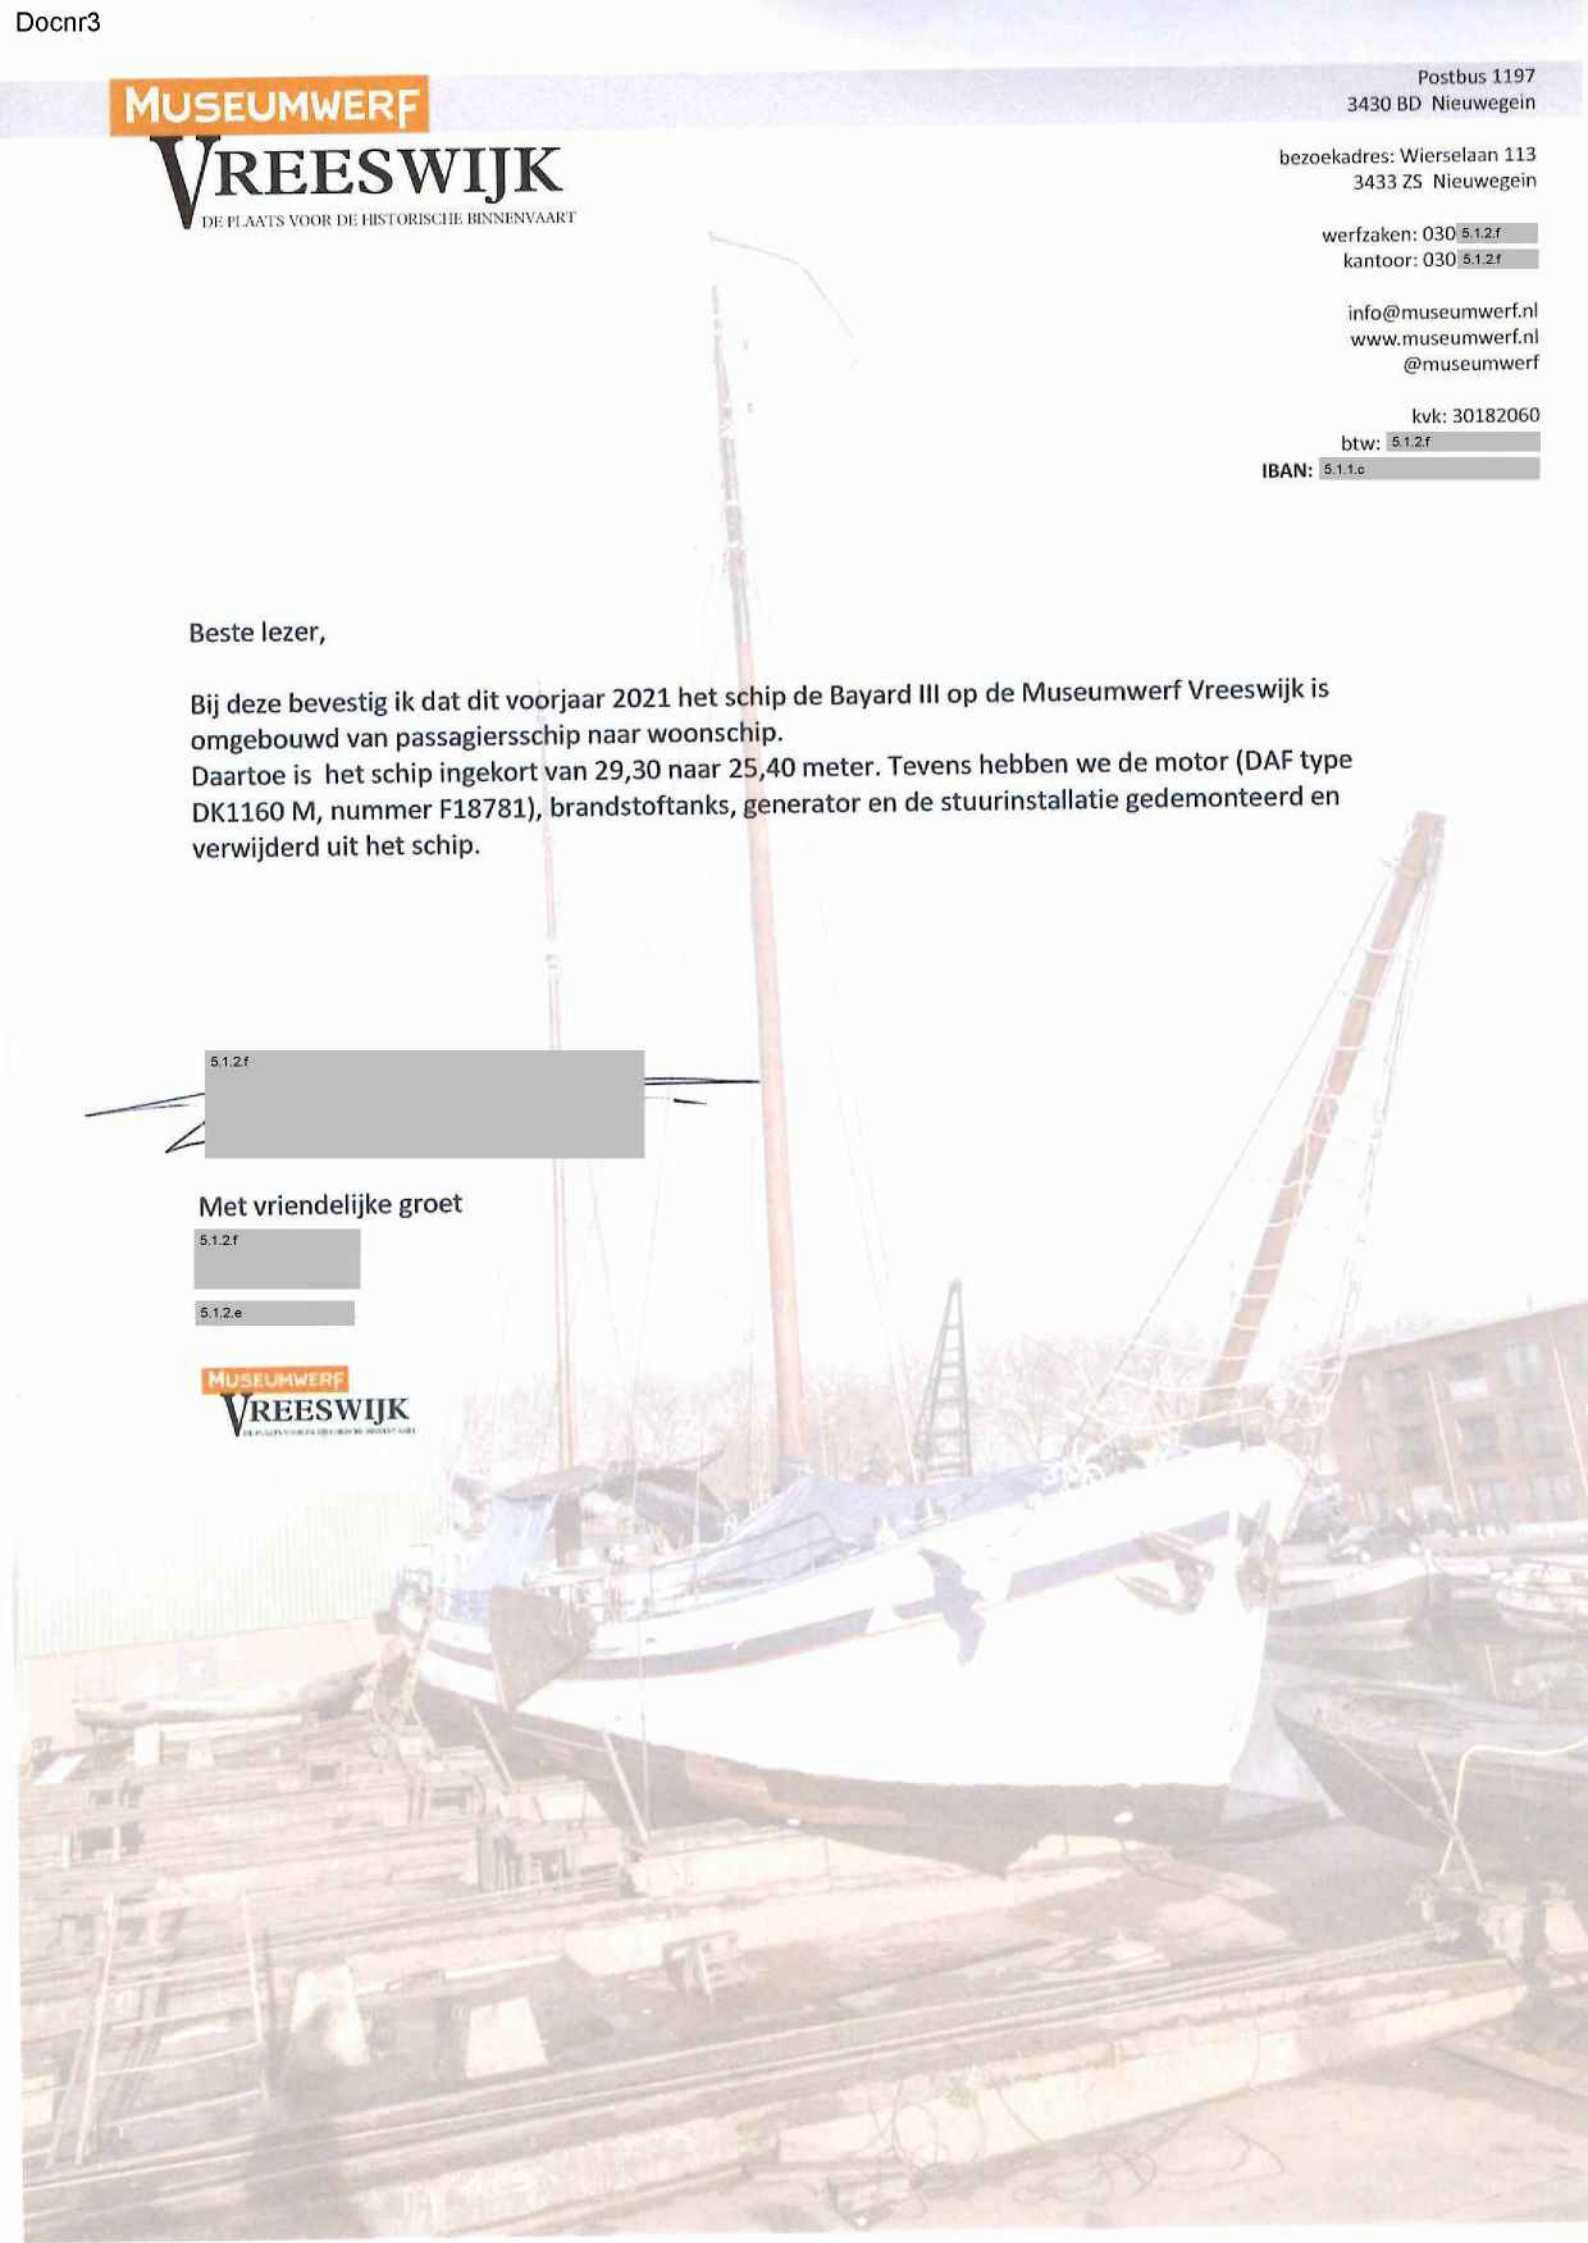 Docnr3
MUSEUMWERF
VREESWIJK
DE PLAATS VOOR DE HISTORISCHE BINNENVAART
Postbus 1197
3430 BD Nieuwegein
bezoekadres: Wierselaan 113
3433 ZS Nieuwegein
werfzaken: 030 5.1.2.f
kantoor: 030 5.1.2.f
info@museumwerf.nl
www.museumwerf.nl
@museumwerf
kvk: 30182060
btw: 5.1.2.f
IBAN: 5.1.1.c
Beste lezer,
Bij deze bevestig ik dat dit voorjaar 2021 het schip de Bayard III op de Museumwerf Vreeswijk is
omgebouwd van passagiersschip naar woonschip.
Daartoe is het schip ingekort van 29,30 naar 25,40 meter. Tevens hebben we de motor (DAF type
DK1160 M, nummer F18781), brandstoftanks, generator en de stuurinstallatie gedemonteerd en
verwijderd uit het schip.
5.1.2.f
Met vriendelijke groet
5.1.2.f
5.1.2.e
MUSEUMWERF
VREESWIJK
DE PLAATS VOOR DE HISTORISCHE BINNENVAART